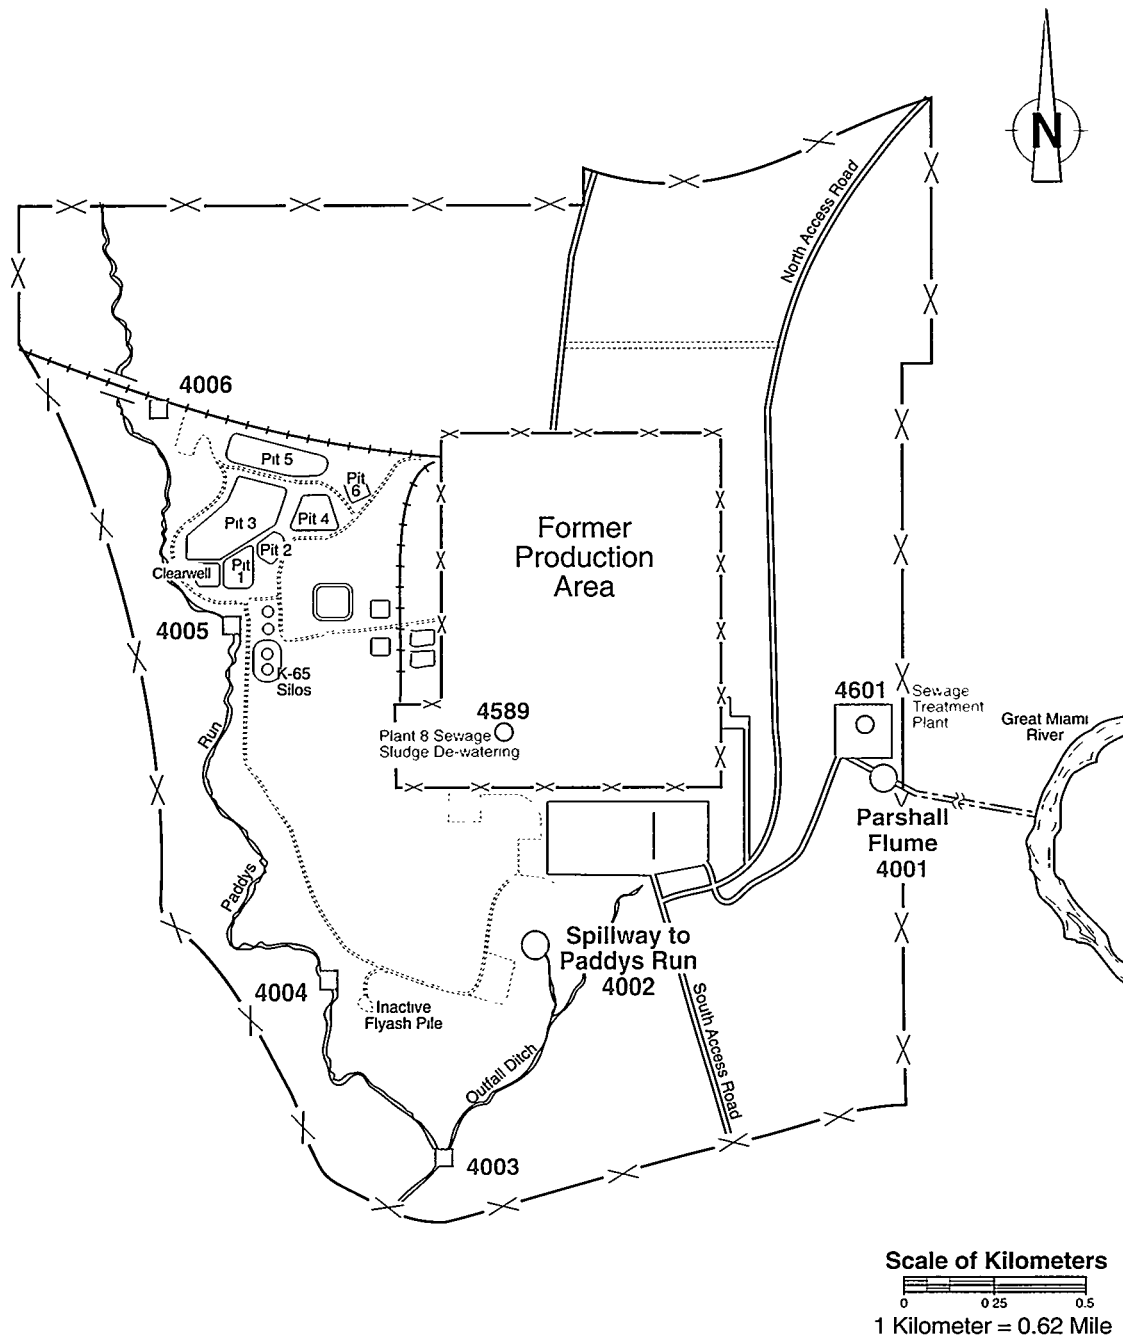 N
North Access Road
4006
Pit 5
Pit
6
Pit 3
Pit 4
Pit 2
Pit
1
Clearwell
Former
Production
Area
4005
K-65
Silos
Run
Paddys
4589
Plant 8 Sewage
Sludge De-watering
4601
Sewage
Treatment
Plant
Great Miami
River
Parshall
Flume
4001
Spillway to
Paddys Run
4002
4004
Inactive
Flyash Pile
South Access Road
Outfall Ditch
4003
Scale of Kilometers
0 0 25 0.5
1 Kilometer = 0.62 Mile